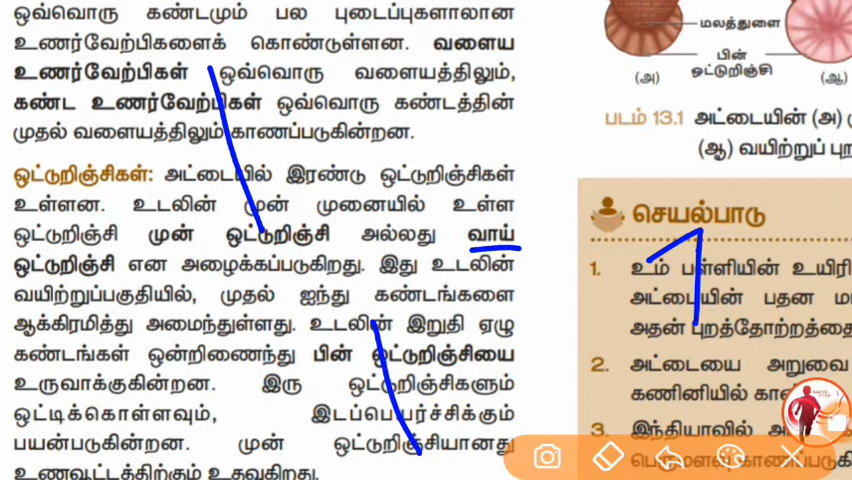 ஒவ்வொரு கண்டமும் பல புடைப்புகளாலான
உணர்வேற்பிகளைக் கொண்டுள்ளன. வளைய
உணர்வேற்பிகள் ஒவ்வொரு வளையத்திலும்,
கண்ட உணர்வேற்பிகள் ஒவ்வொரு கண்டத்தின்
முதல் வளையத்திலும் காணப்படுகின்றன.
ஒட்டுறிஞ்சிகள்: அட்டையில் இரண்டு ஒட்டுறிஞ்சிகள்
உள்ளன. உடலின் முன் முனையில் உள்ள
ஒட்டுறிஞ்சி முன் ஒட்டுறிஞ்சி அல்லது வாய்
ஒட்டுறிஞ்சி என அழைக்கப்படுகிறது. இது உடலின்
வயிற்றுப்பகுதியில், முதல் ஐந்து கண்டங்களை
ஆக்கிரமித்து அமைந்துள்ளது. உடலின் இறுதி ஏழு
கண்டங்கள் ஒன்றிணைந்து பின் ஒட்டுறிஞ்சியை
உருவாக்குகின்றன. இரு ஒட்டுறிஞ்சிகளும்
ஒட்டிக்கொள்ளவும், இடப்பெயர்ச்சிக்கும்
பயன்படுகின்றன. முன் ஒட்டுறிஞ்சியானது
உணவூட்டத்திற்கும் உதவுகிறது.
மலத்துளை
பின்
ஒட்டுறிஞ்சி
(அ) (ஆ)
படம் 13.1 அட்டையின் (அ)
(ஆ) வயிற்றுப் புற
செயல்பாடு
1. உம் பள்ளியின் உயிரி
அட்டையின் பதன
அதன் புறத்தோற்றத்தை
2. அட்டையை அறுவை
கணினியில்
3. இந்தியாவில்